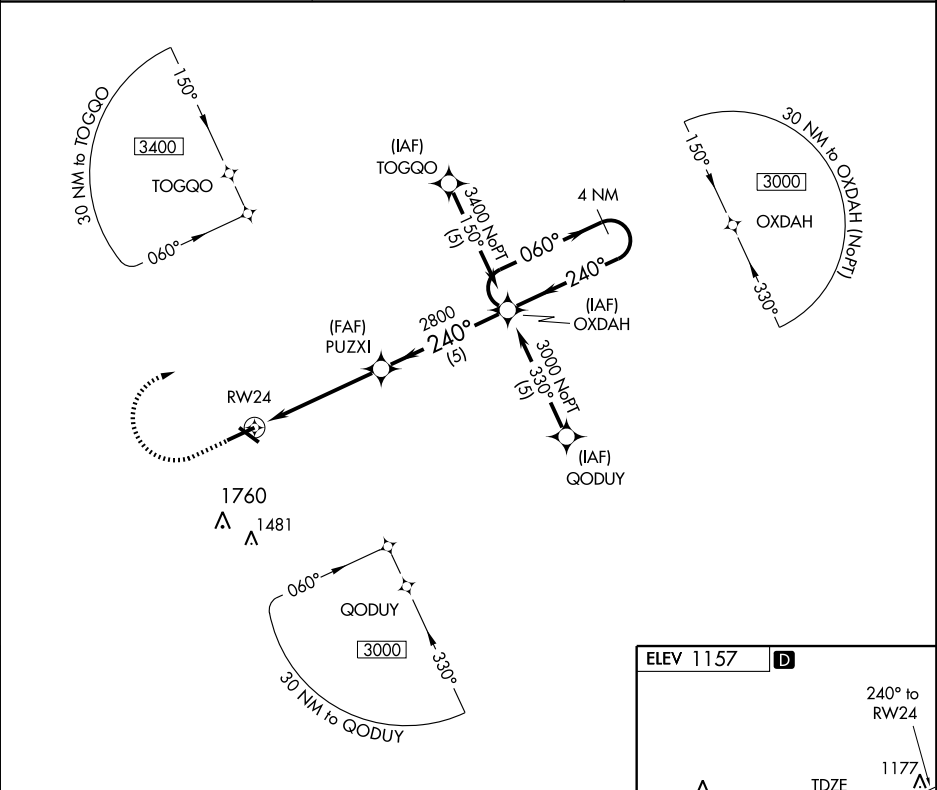 30 NM to TOGQO
150°
3400
TOGQO
060°
(IAF)
TOGQO
3400 NoPT
150°
(5)
4 NM
060°
240°
(IAF)
OXDAH
30 NM to OXDAH (NoPT)
150°
3000
OXDAH
330°
(FAF)
PUZXI
2800
240°
(5)
3000 NoPT
330°
(5)
(IAF)
QODUY
RW24
1760
1481
060°
QODUY
3000
330°
30 NM to QODUY
ELEV 1157 D
240° to
RW24
1177
TDZE